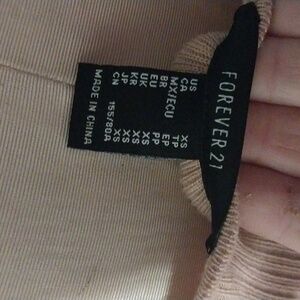 FOREVER 21
US XS
CA TP
MX/ECU EP
BR PP
EU XS
UK XS
KR XS
JP XS
CN 155/80A
MADE IN CHINA